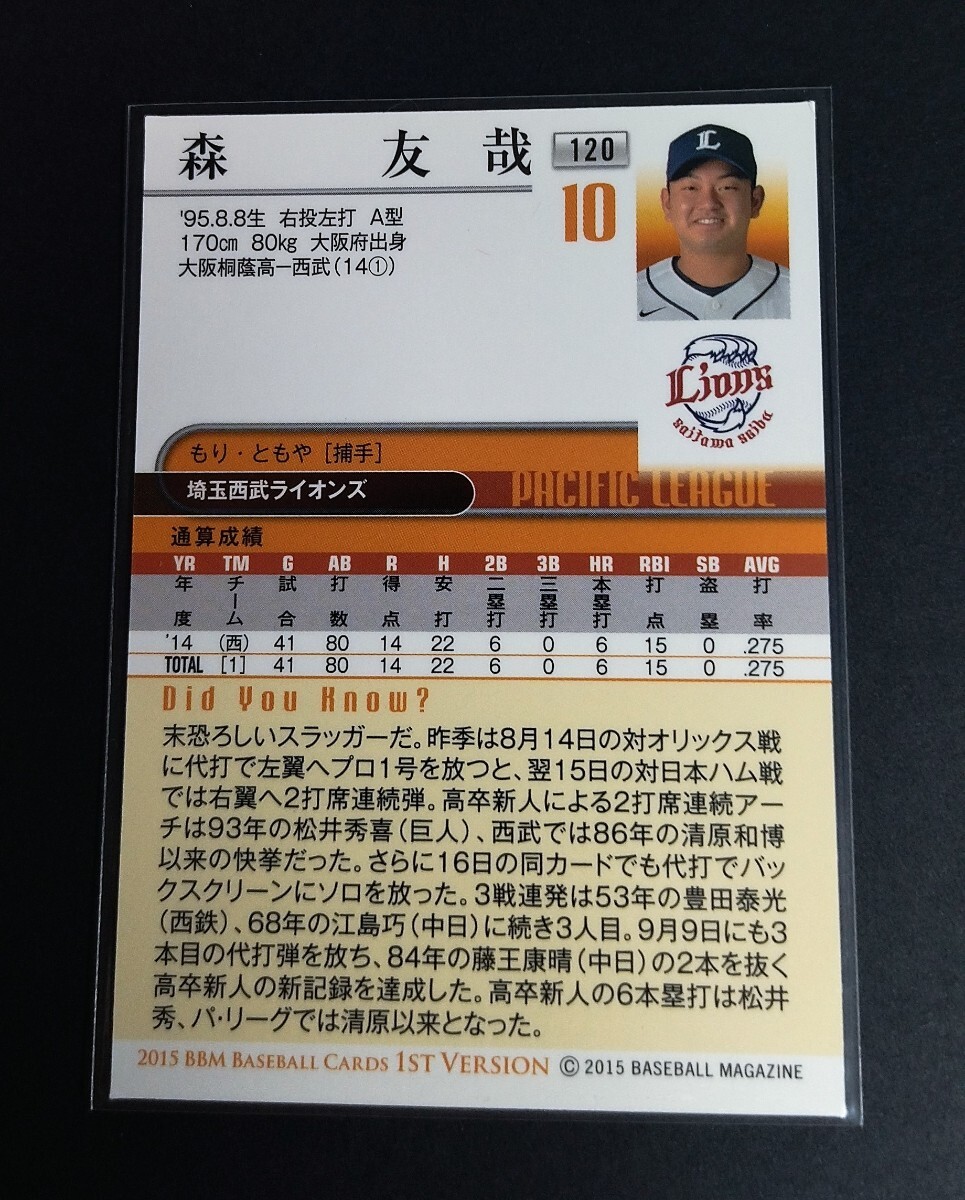 森 友 哉
120
10
L
'95.8.8生 右投左打 A型
170cm 80kg 大阪府出身
大阪桐蔭高ー西武(14①)
Lions
saitama seibu
もり・ともや[捕手]
埼玉西武ライオンズ
PACIFIC LEAGUE
通算成績
YR TM G AB R H 2B 3B HR RBI SB AVG
年度 チーム 試合 打数 得点 安打 二塁打 三塁打 本塁打 打点 盗塁 打率
'14 (西) 41 80 14 22 6 0 6 15 0 .275
TOTAL [1] 41 80 14 22 6 0 6 15 0 .275
Did You Know?
末恐ろしいスラッガーだ。昨季は8月14日の対オリックス戦
に代打で左翼へプロ1号を放つと、翌15日の対日本ハム戦
では右翼へ2打席連続弾。高卒新人による2打席連続アー
チは93年の松井秀喜(巨人)、西武では86年の清原和博
以来の快挙だった。さらに16日の同カードでも代打でバッ
クスクリーンにソロを放った。3戦連発は53年の豊田泰光
(西鉄)、68年の江島巧(中日)に続き3人目。9月9日にも3
本目の代打弾を放ち、84年の藤王康晴(中日)の2本を抜く
高卒新人の新記録を達成した。高卒新人の6本塁打は松井
秀、パ・リーグでは清原以来となった。
2015 BBM BASEBALL CARDS 1ST VERSION © 2015 BASEBALL MAGAZINE